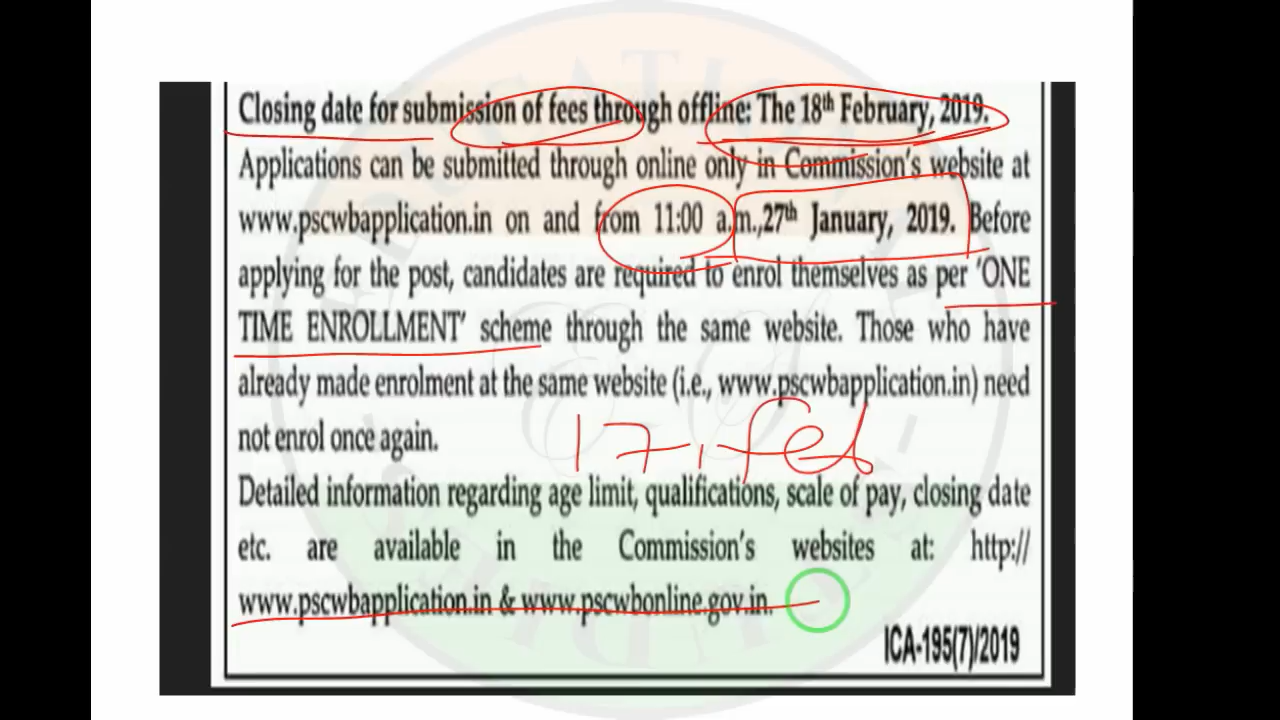 Closing date for submission of fees through offline: The 18th February, 2019.
Applications can be submitted through online only in Commission's website at
www.pscwbapplication.in on and from 11:00 a.m.,27th January, 2019. Before
applying for the post, candidates are required to enrol themselves as per 'ONE
TIME ENROLLMENT' scheme through the same website. Those who have
already made enrolment at the same website (i.e., www.pscwbapplication.in) need
not enrol once again.
17, feb
Detailed information regarding age limit, qualifications, scale of pay, closing date
etc. are available in the Commission's websites at: http://
www.pscwbapplication.in & www.pscwbonline.gov.in.
ICA-195(7)/2019